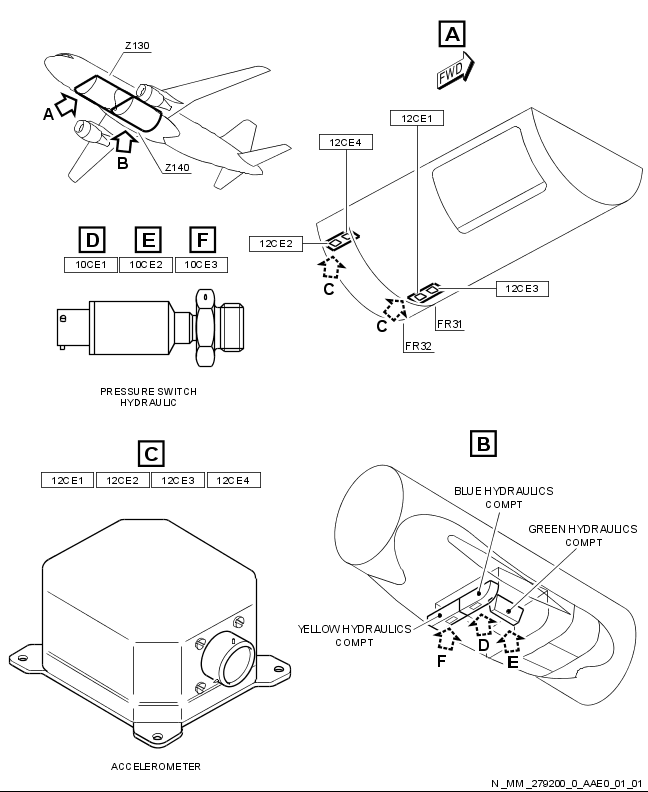 Z130
A
B
Z140
A
FWD
12CE1
12CE4
12CE2
12CE3
C
C
FR31
FR32
D E F
10CE1 10CE2 10CE3
PRESSURE SWITCH
HYDRAULIC
C
12CE1 12CE2 12CE3 12CE4
ACCELEROMETER
B
BLUE HYDRAULICS
COMPT
GREEN HYDRAULICS
COMPT
YELLOW HYDRAULICS
COMPT
F
D
E
N_MM_279200_0_AAE0_01_01